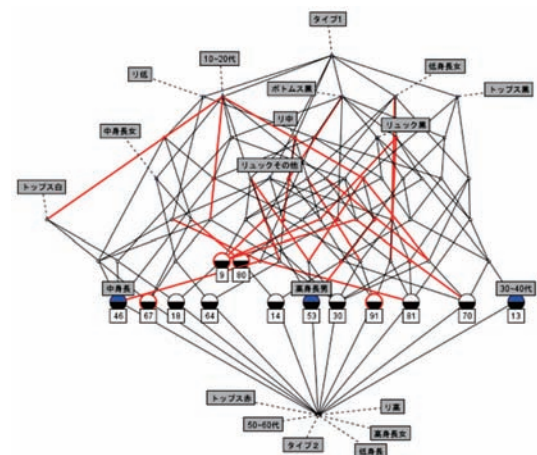 タイプ1
10~20代
低身長女
リ低
ボトムス黒
トップス黒
リ中
中身長女
リュック黒
リュックその他
トップス白
9
80
中身長
高身長男
30~40代
46
67
18
64
14
53
30
91
81
70
13
トップス赤
リ高
50~60代
高身長女
タイプ2
低身長